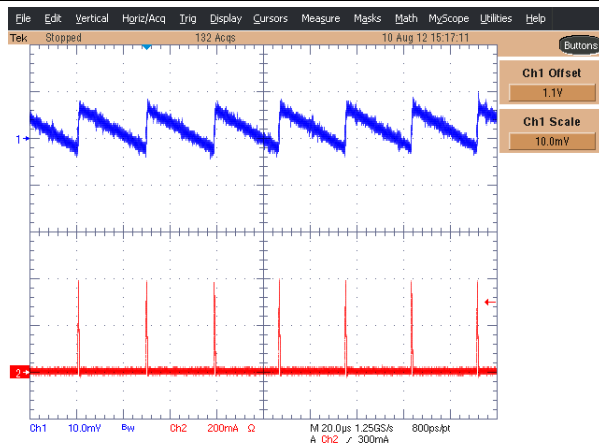 File Edit Vertical Horiz/Acq Trig Display Cursors Measure Masks Math MyScope Utilities Help
Tek Stopped 132 Acqs 10 Aug 12 15:17:11
Buttons
Ch1 Offset
1.1V
Ch1 Scale
10.0mV
1
2
Ch1 10.0mV Bw Ch2 200mA Ω M 20.0µs 1.25GS/s 800ps/pt
A Ch2 ∕ 300mA